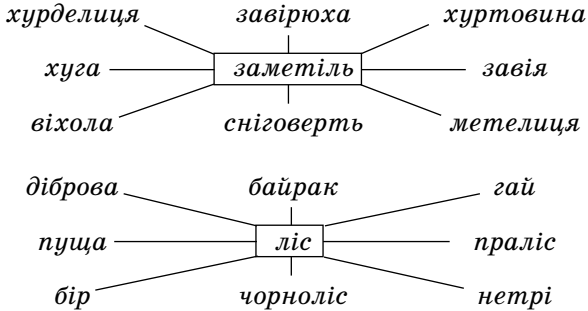 хурделиця завірюха хуртовина
хуга заметіль завія
віхола сніговерть метелиця
діброва байрак гай
пуща ліс праліс
бір чорноліс нетрі